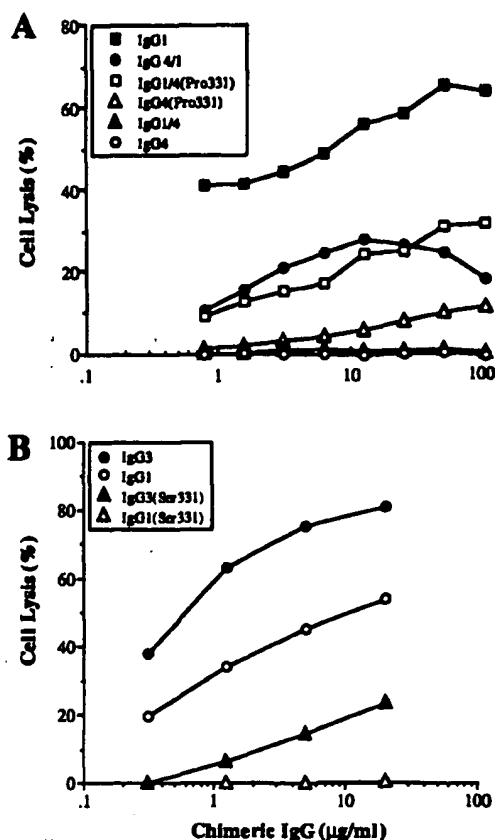 A
80
60
40
20
0
Cell Lysis (%)
IgG1
IgG4/1
IgG1/4(Pro331)
IgG4(Pro331)
IgG1/4
IgG4
.1
1
10
100
B
100
80
60
40
20
0
Cell Lysis (%)
IgG3
IgG1
IgG3(Ser331)
IgG1(Ser331)
.1
1
10
100
Chimeric IgG (µg/ml)